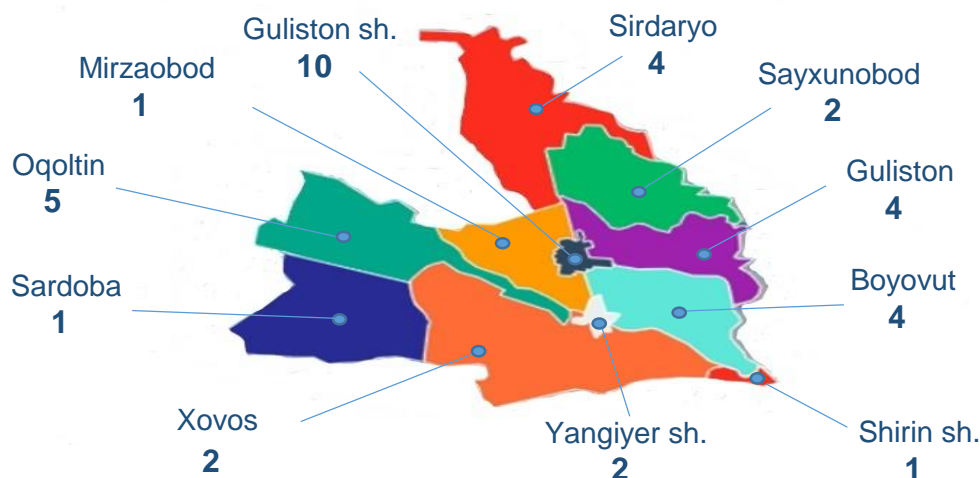 Guliston sh.
10
Sirdaryo
4
Mirzaobod
1
Sayxunobod
2
Oqoltin
5
Guliston
4
Sardoba
1
Boyovut
4
Xovos
2
Yangiyer sh.
2
Shirin sh.
1